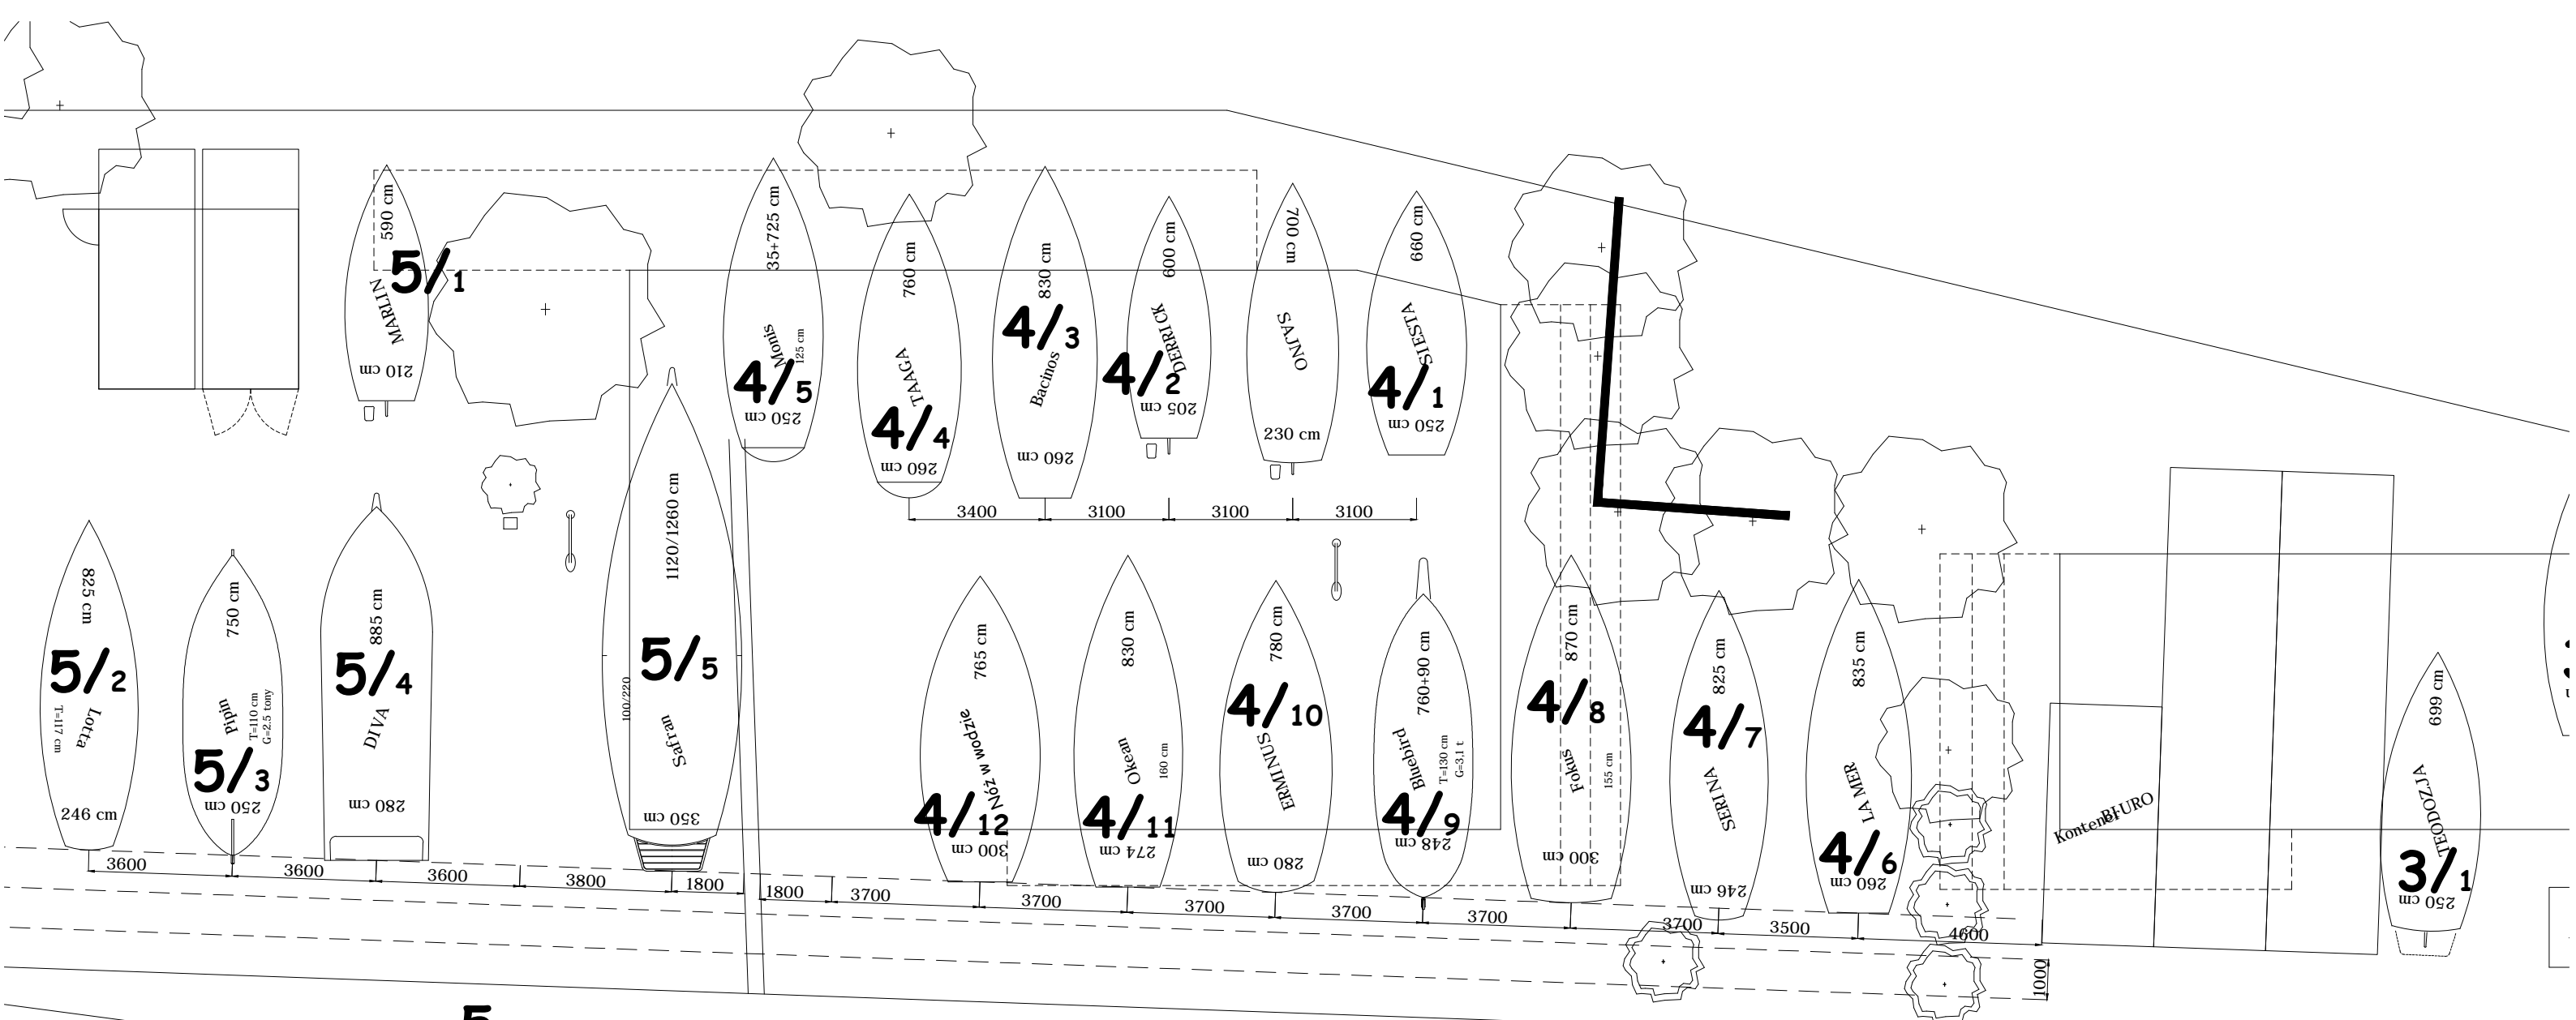 590 cm
5/1
MARLIN
210 cm
35+725 cm
Monis
125 cm
4/5
250 cm
760 cm
TAAGA
4/4
260 cm
830 cm
4/3
Bacinos
260 cm
600 cm
DERRICK
4/2
205 cm
700 cm
ONYX
230 cm
660 cm
SIESTA
4/1
250 cm
3400
3100
3100
3100
825 cm
5/2
Lotta
T=117 cm
246 cm
750 cm
Pipin
T=110 cm
G=2.5 tony
5/3
250 cm
885 cm
5/4
DIVA
280 cm
1120/1260 cm
5/5
100/220
Safran
350 cm
765 cm
Nóż w wodzie
4/12
300 cm
830 cm
Okean
160 cm
4/11
274 cm
780 cm
4/10
ERMINUS
280 cm
760+90 cm
Bluebird
T=130 cm
G=3,1 t
4/9
248 cm
870 cm
4/8
Fokus
155 cm
300 cm
825 cm
4/7
SERINA
246 cm
835 cm
LA MER
4/6
260 cm
Kontener
BIURO
699 cm
TEODOZJA
3/1
250 cm
3600
3600
3600
3800
1800
1800
3700
3700
3700
3700
3700
3700
3500
4600
1000
5